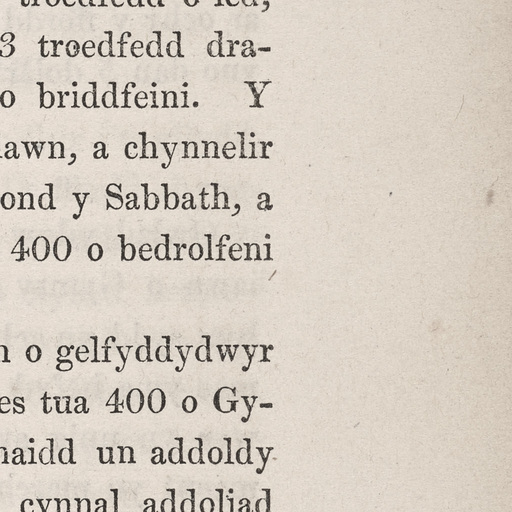 troedfedd o led,
3 troedfedd dra-
o briddfeini. Y
awn, a chynnelir
ond y Sabbath, a
400 o bedrolfeni
o gelfyddydwyr
es tua 400 o Gy-
naidd un addoldy
cynnal addoliad